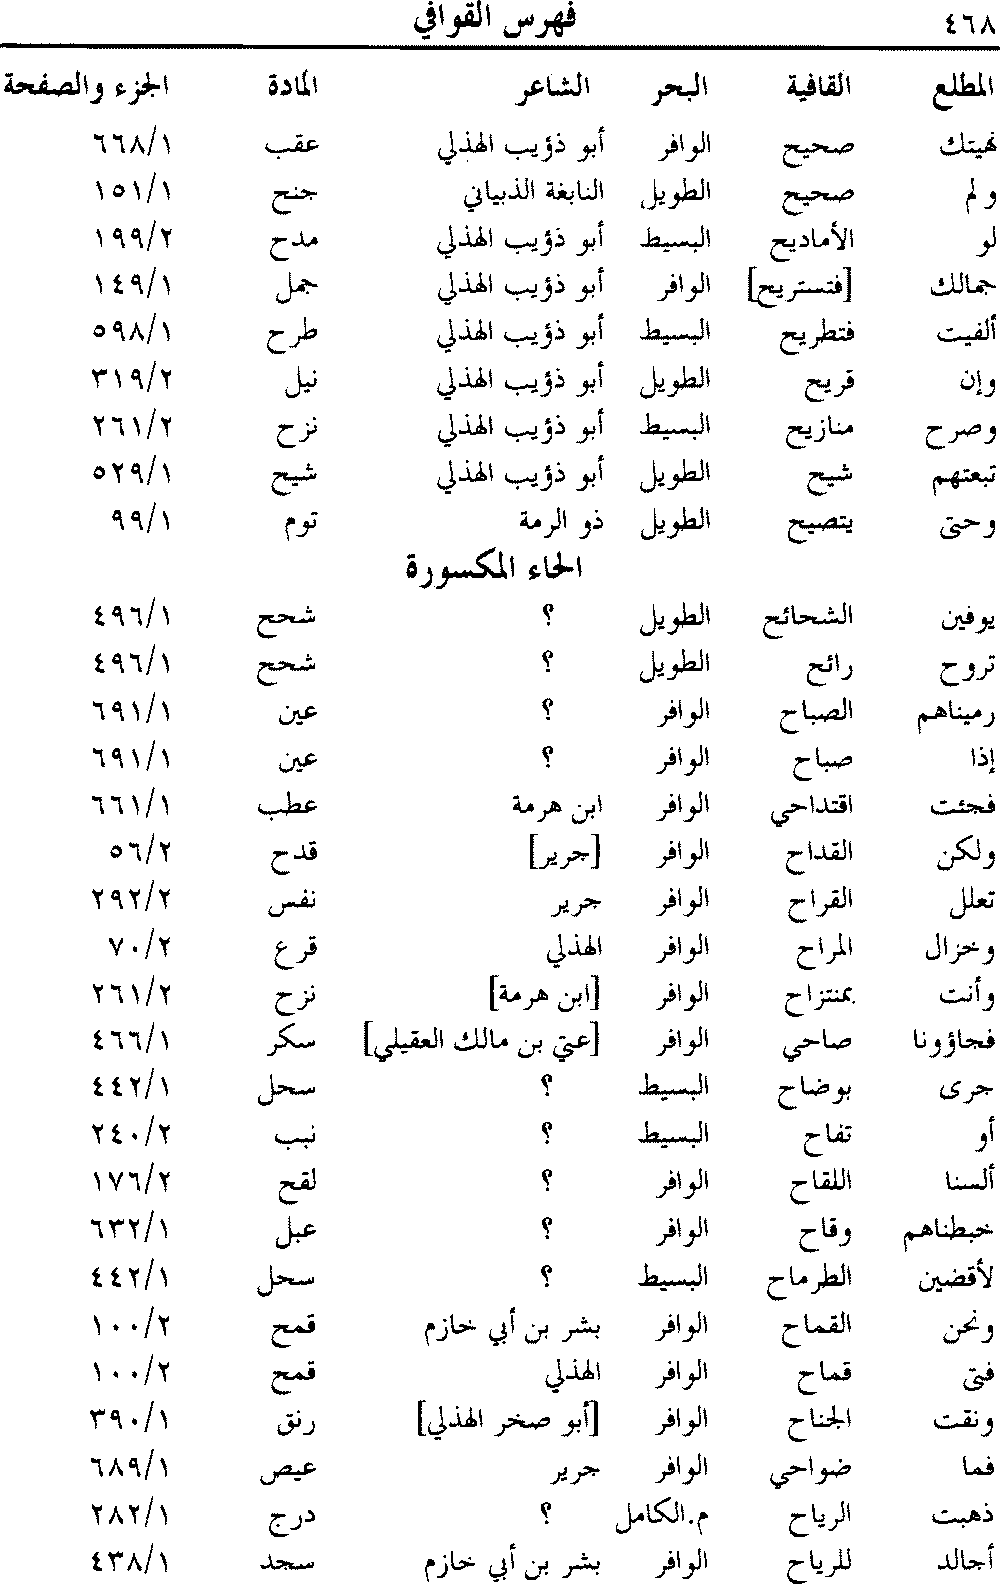 ٤٦٨ فهرس القوافي
المطلع القافية البحر الشاعر المادة الجزء والصفحة
نهيتك صحيح الوافر أبو ذؤيب الهذلي عقب ٦٦٨/١
ولم صحيح الطويل النابغة الذبياني جنح ١٥١/١
لو الأماديح البسيط أبو ذؤيب الهذلي مدح ١٩٩/٢
جمالك [فتستريح] الوافر أبو ذؤيب الهذلي جمل ١٤٩/١
ألفيت فتطريح البسيط أبو ذؤيب الهذلي طرح ٥٩٨/١
وإن قريح الطويل أبو ذؤيب الهذلي نيل ٣١٩/٢
وصرح منازيح البسيط أبو ذؤيب الهذلي نزح ٢٦١/٢
تبعتهم شيح الطويل أبو ذؤيب الهذلي شيح ٥٢٩/١
وحتى يتصيح الطويل ذو الرمة توم ٩٩/١
الحاء المكسورة
يوفين الشحائح الطويل ؟ شحح ٤٩٦/١
تروح رائح الطويل ؟ شحح ٤٩٦/١
رميناهم الصباح الوافر ؟ عين ٦٩١/١
إذا صباح الوافر ؟ عين ٦٩١/١
فجئت اقتداحي الوافر ابن هرمة عطب ٦٦١/١
ولكن القداح الوافر [جرير] قدح ٥٦/٢
تعلل القراح الوافر جرير نفس ٢٩٢/٢
وخزال المراح الوافر الهذلي قرع ٧٠/٢
وأنت بمنتزاح الوافر [ابن هرمة] نزح ٢٦١/٢
فجاؤونا صاحي الوافر [عتي بن مالك العقيلي] سكر ٤٦٦/١
جرى بوضاح البسيط ؟ سحل ٤٤٢/١
أو تفاح البسيط ؟ نبب ٢٤٠/٢
ألسنا اللقاح الوافر ؟ لقح ١٧٦/٢
خبطناهم وقاح الوافر ؟ عبل ٦٣٢/١
لأقضين الطرماح البسيط ؟ سحل ٤٤٢/١
ونحن القماح الوافر بشر بن أبي خازم قمح ١٠٠/٢
فتى قماح الوافر الهذلي قمح ١٠٠/٢
ونقت الجناح الوافر [أبو صخر الهذلي] رنق ٣٩٠/١
فما ضواحي الوافر جرير عيص ٦٨٩/١
ذهبت الرياح م.الكامل ؟ درج ٢٨٢/١
أجالد للرياح الوافر بشر بن أبي خازم سجد ٤٣٨/١